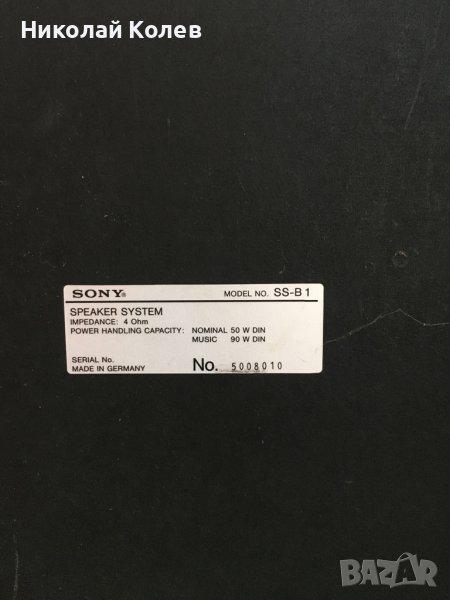 Николай Колев
SONY® MODEL NO. SS-B1
SPEAKER SYSTEM
IMPEDANCE: 4 Ohm
POWER HANDLING CAPACITY: NOMINAL 50 W DIN
MUSIC 90 W DIN
SERIAL No.
MADE IN GERMANY No. 5008010
BAZAR